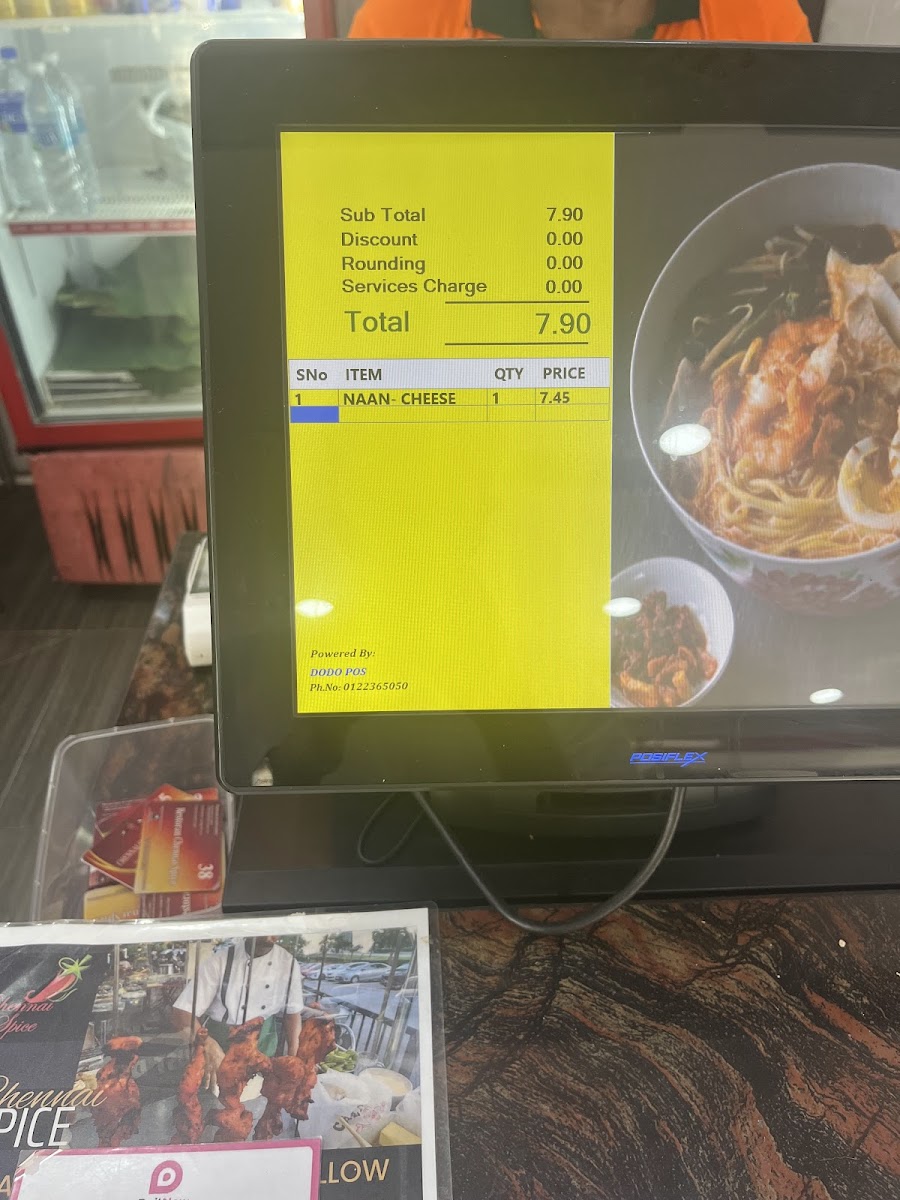 Sub Total 7.90
Discount 0.00
Rounding 0.00
Services Charge 0.00
Total 7.90
SNo ITEM QTY PRICE
1 NAAN- CHEESE 1 7.45
Powered By:
DODO POS
Ph.No: 0122365050
POSIFLEX
38
Chennai
Spice
Chennai
PICE
LLOW